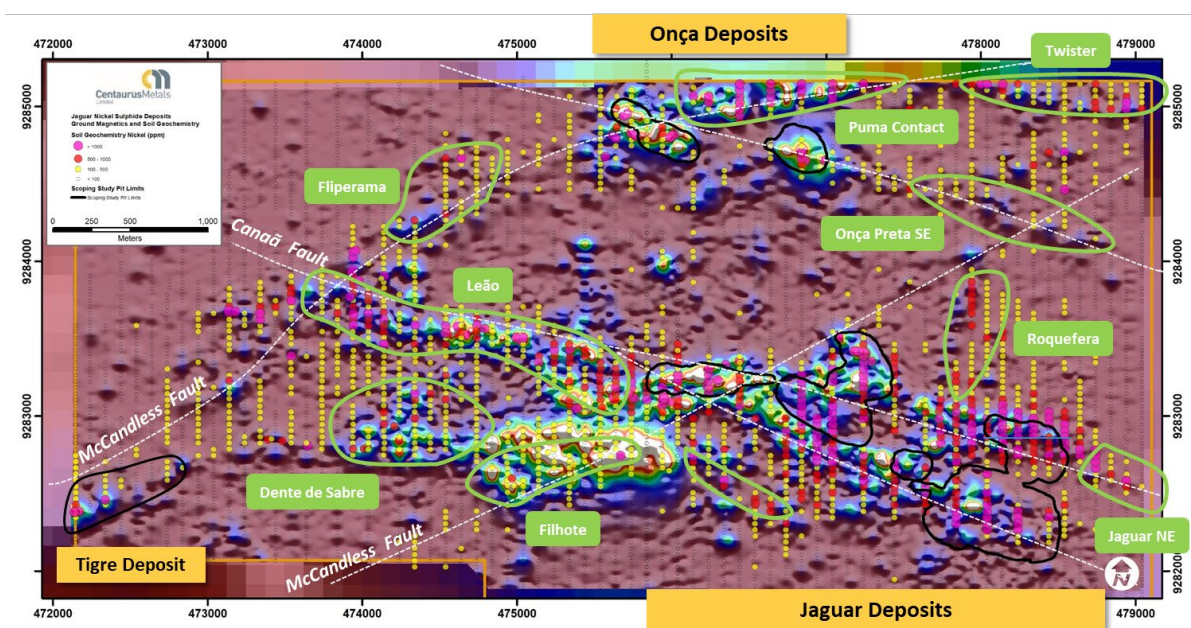 Onça Deposits
472000 473000 474000 475000 478000 479000
Twister
CentaurusMetals
Limited
Jaguar Nickel Sulphide Deposits
Ground Magnetics and Soil Geochemistry
Soil Geochemistry Nickel (ppm)
> 1000
500 - 1000
100 - 500
< 100
Scoping Study Pit Limits
Scoping Study Pit Limits
0 250 500 1,000
Meters
9285000
9285000
Puma Contact
Fliperama
Onça Preta SE
Canaã Fault
9284000
9284000
Leão
Roquefera
McCandless Fault
9283000
9283000
Dente de Sabre
Filhote
McCandless Fault
Jaguar NE
Tigre Deposit
N
9282000
Jaguar Deposits
472000 473000 474000 475000 479000